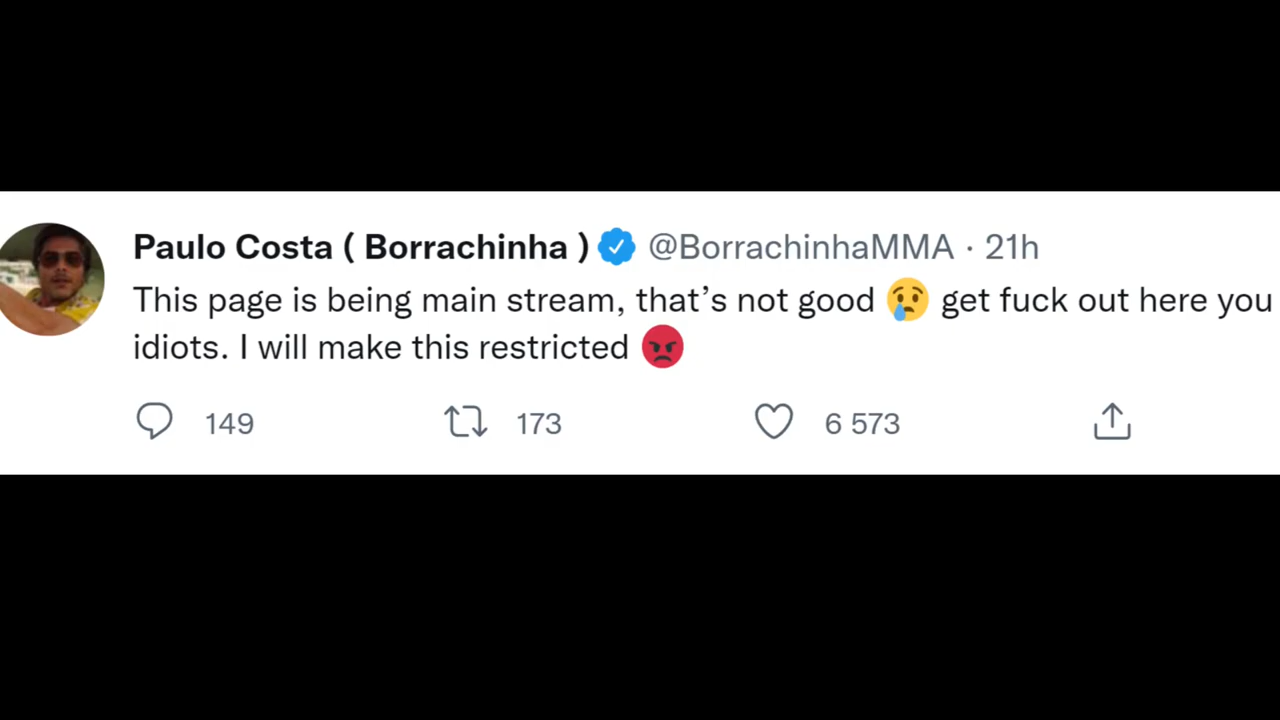 Paulo Costa ( Borrachinha ) @BorrachinhaMMA · 21h
This page is being main stream, that’s not good 😢 get fuck out here you
idiots. I will make this restricted 😡
149 173 6 573